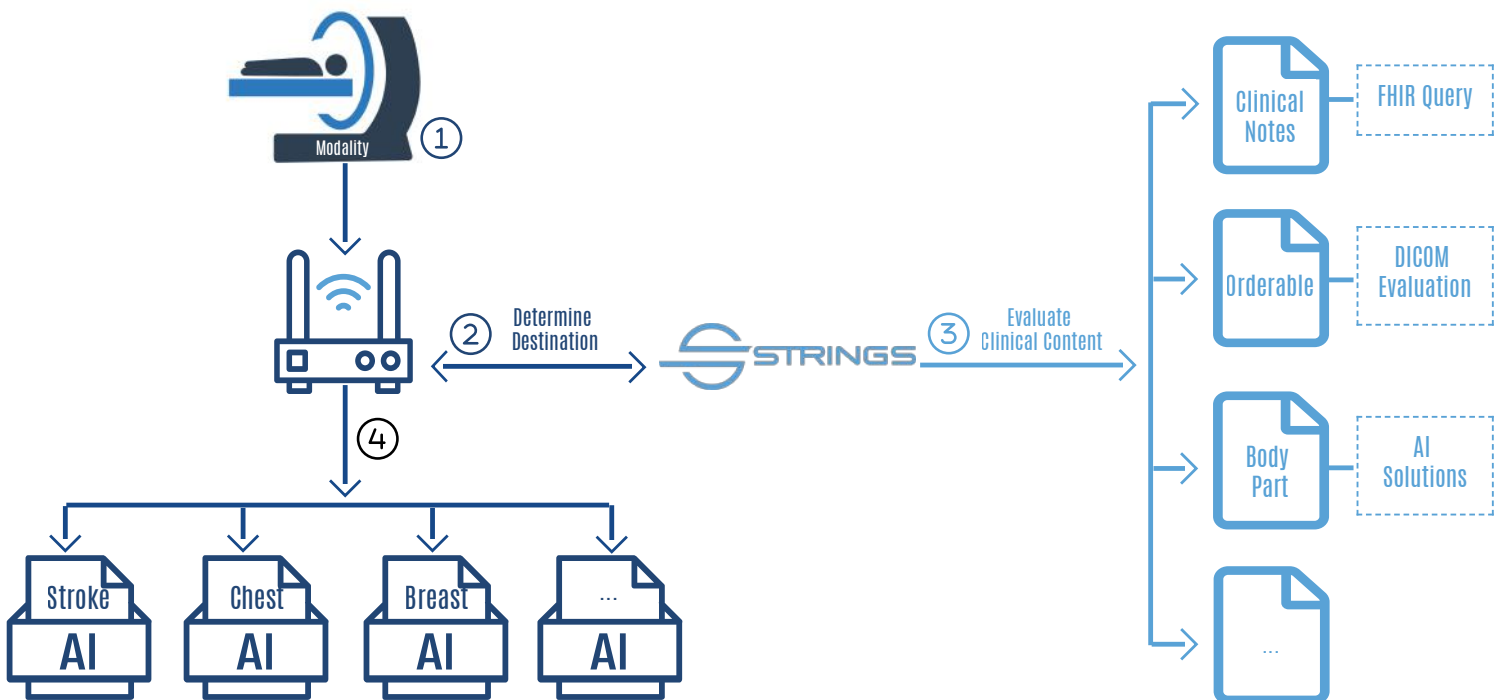 Modality
1
2
Determine
Destination
STRINGS
3
Evaluate
Clinical Content
4
Stroke
AI
Chest
AI
Breast
AI
...
AI
Clinical
Notes
FHIR Query
Orderable
DICOM
Evaluation
Body
Part
AI
Solutions
...